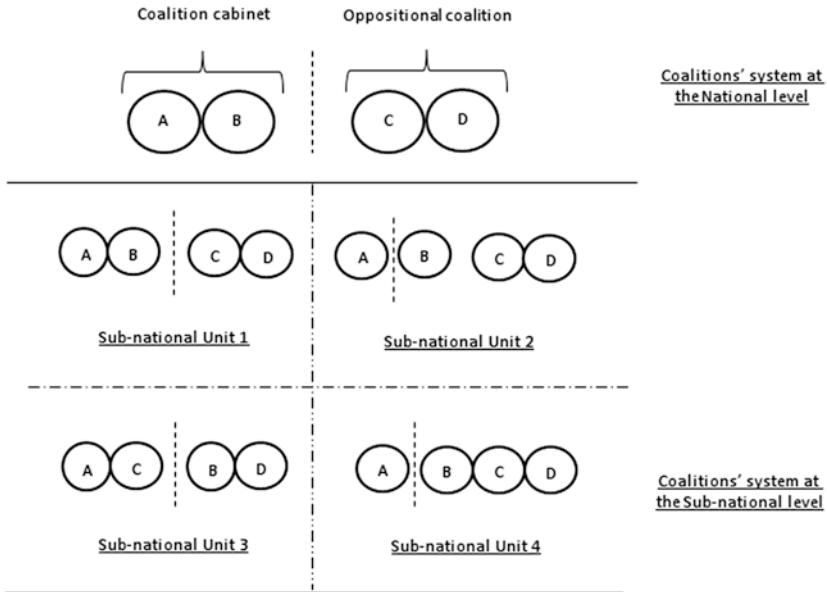 Coalition cabinet
Oppositional coalition
Coalitions' system at
the National level
A B C D
A B C D
A B C D
Sub-national Unit 1
Sub-national Unit 2
A C B D
A B C D
Sub-national Unit 3
Sub-national Unit 4
Coalitions' system at
the Sub-national level